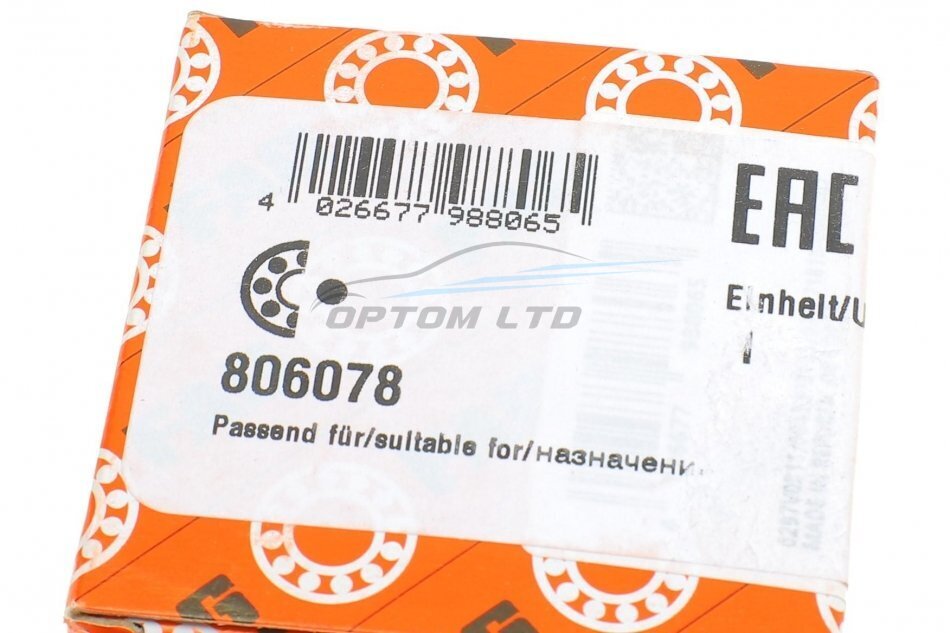 4 026677 988065
EAC
OPTOM LTD
Einheit/U
1
806078
Passend für/suitable for/назначени